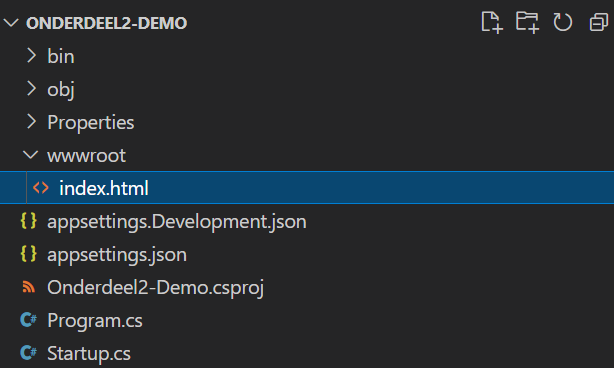 ONDERDEEL2-DEMO
bin
obj
Properties
wwwroot
<> index.html
{} appsettings.Development.json
{} appsettings.json
Onderdeel2-Demo.csproj
C# Program.cs
C# Startup.cs